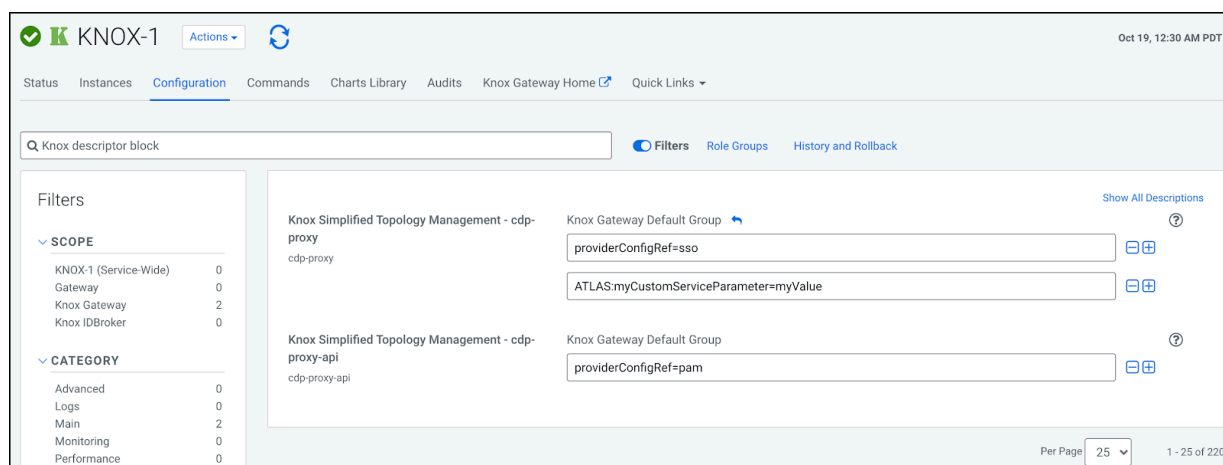 KNOX-1 Actions
Oct 19, 12:30 AM PDT
Status Instances Configuration Commands Charts Library Audits Knox Gateway Home Quick Links
Knox descriptor block
Filters Role Groups History and Rollback
Filters
SCOPE
KNOX-1 (Service-Wide) 0
Gateway 0
Knox Gateway 2
Knox IDBroker 0
CATEGORY
Advanced 0
Logs 0
Main 2
Monitoring 0
Performance 0
Show All Descriptions
Knox Simplified Topology Management - cdp-
proxy
cdp-proxy
Knox Gateway Default Group
providerConfigRef=sso
ATLAS:myCustomServiceParameter=myValue
Knox Simplified Topology Management - cdp-
proxy-api
cdp-proxy-api
Knox Gateway Default Group
providerConfigRef=pam
Per Page 25 1 - 25 of 220